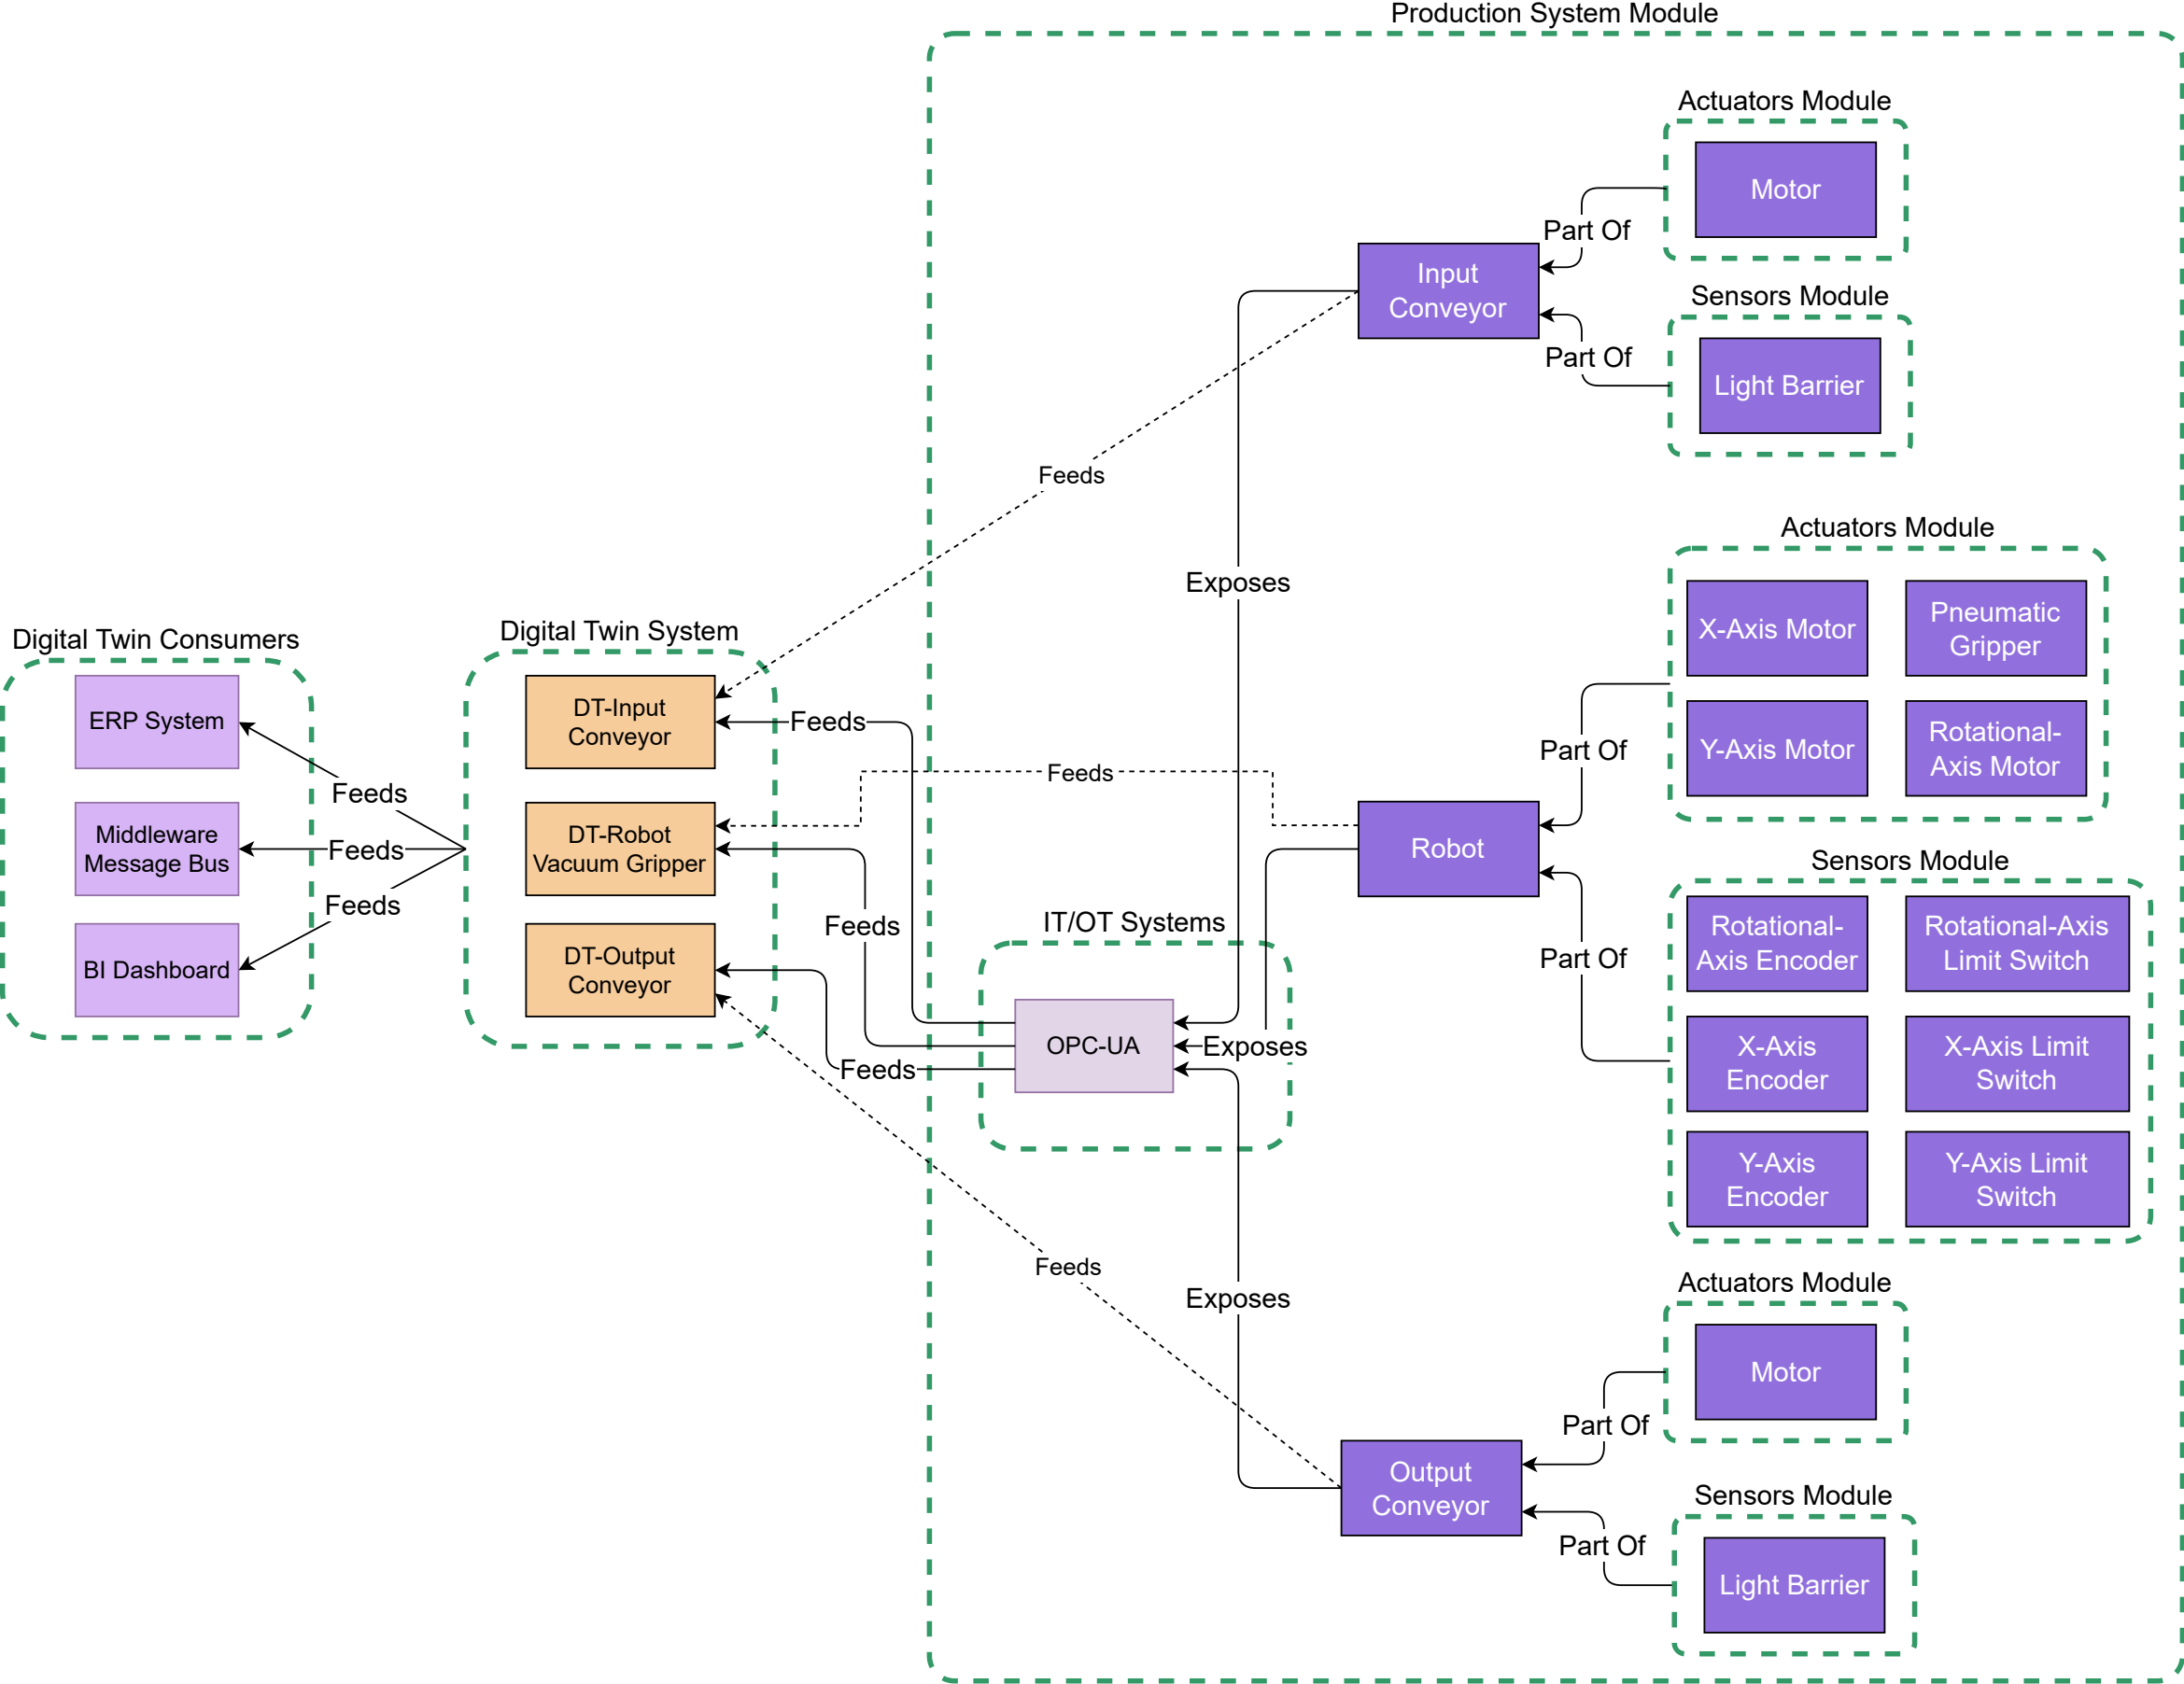 Production System Module
Actuators Module
Motor
Part Of
Input
Conveyor
Sensors Module
Part Of
Light Barrier
Feeds
Actuators Module
Exposes
X-Axis Motor
Pneumatic
Gripper
Digital Twin Consumers
Digital Twin System
ERP System
DT-Input
Conveyor
Feeds
Y-Axis Motor
Rotational-
Axis Motor
Part Of
Feeds
Feeds
Middleware
Message Bus
Feeds
DT-Robot
Vacuum Gripper
Robot
Sensors Module
Feeds
Feeds
IT/OT Systems
Rotational-
Axis Encoder
Rotational-Axis
Limit Switch
Part Of
BI Dashboard
DT-Output
Conveyor
OPC-UA
Exposes
Feeds
X-Axis
Encoder
X-Axis Limit
Switch
Y-Axis
Encoder
Y-Axis Limit
Switch
Feeds
Exposes
Actuators Module
Motor
Part Of
Output
Conveyor
Sensors Module
Part Of
Light Barrier